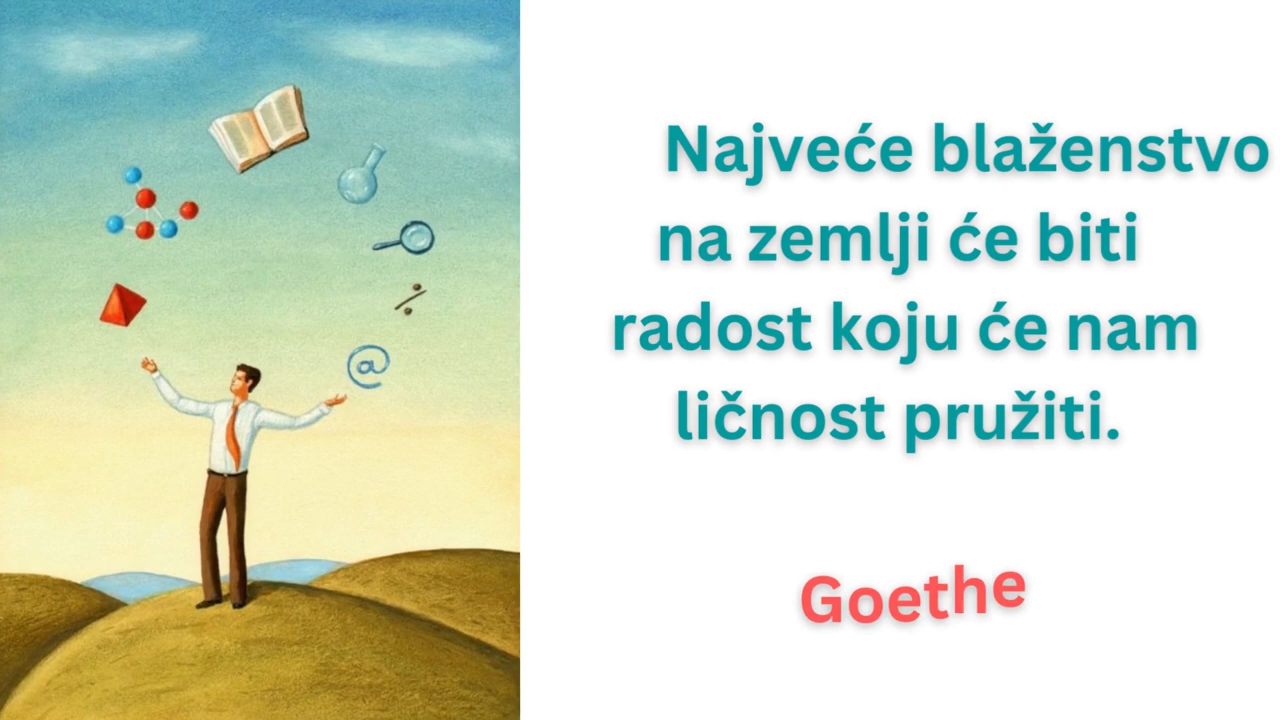 Najveće blaženstvo
na zemlji će biti
radost koju će nam
ličnost pružiti.
Goethe